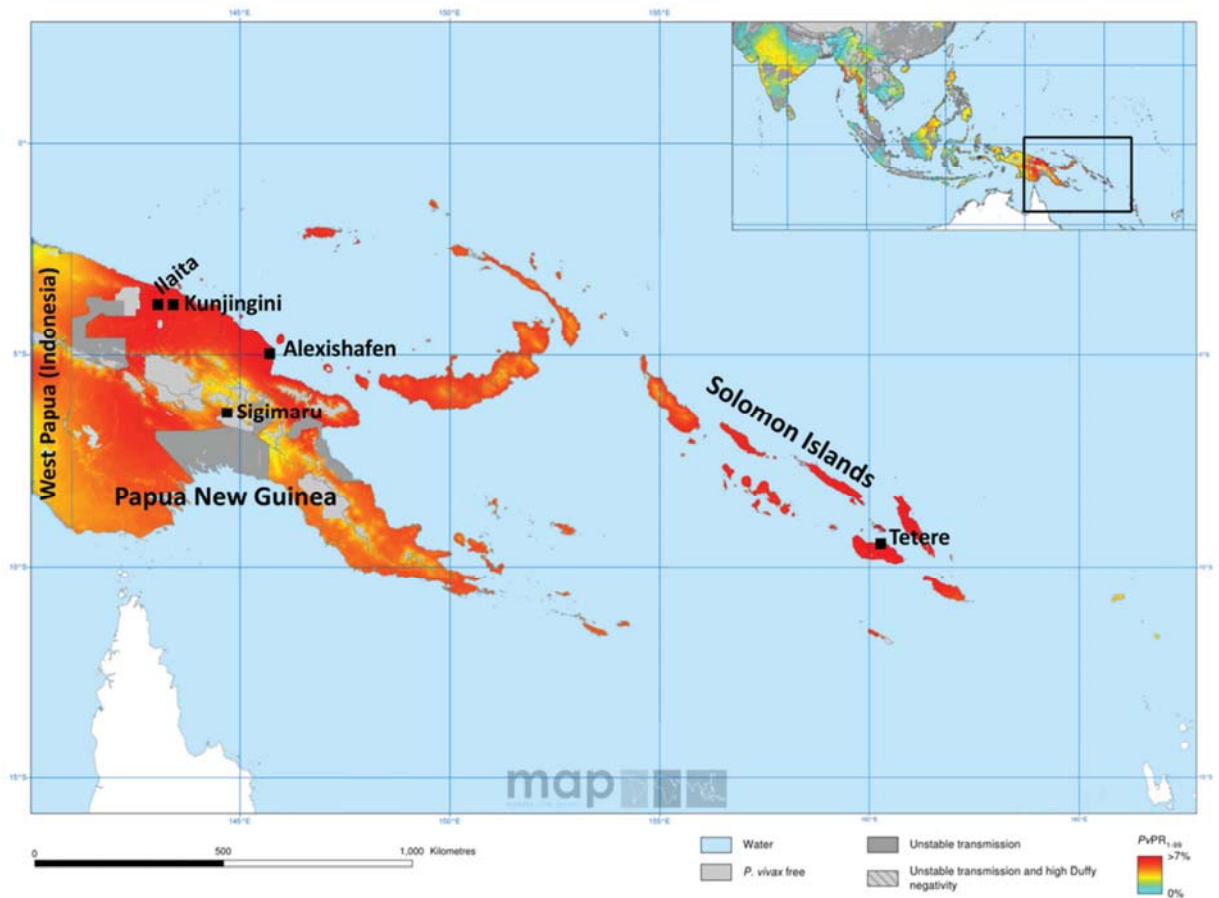 145°E
150°E
155°E
0°
West Papua (Indonesia)
Ilaita
Kunjingini
Alexishafen
5°S
Sigimaru
Solomon Islands
Papua New Guinea
Tetere
10°S
15°S
map
0
500
1,000 Kilometres
Water
P. vivax free
Unstable transmission
Unstable transmission and high Duffy
negativity
PvPR1-99
>7%
0%